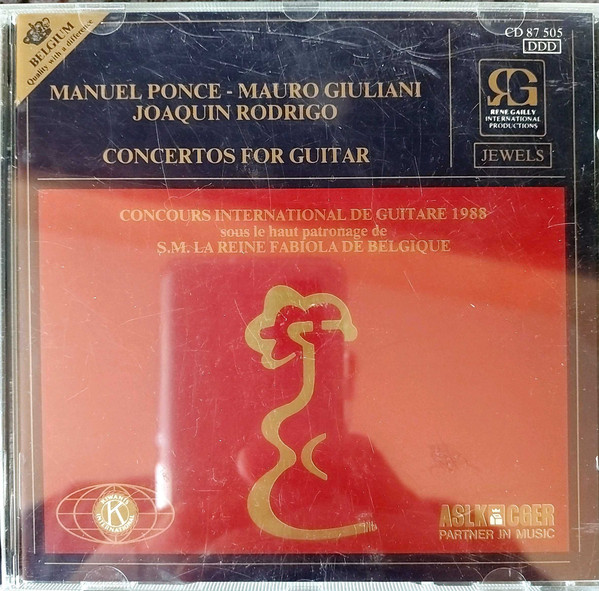 BELGIUM
Quality with a difference
CD 87 505
DDD
MANUEL PONCE - MAURO GIULIANI
JOAQUIN RODRIGO
CONCERTOS FOR GUITAR
RG
RENE GAILLY
INTERNATIONAL
PRODUCTIONS
JEWELS
CONCOURS INTERNATIONAL DE GUITARE 1988
sous le haut patronage de
S.M. LA REINE FABIOLA DE BELGIQUE
KIWANIS
K
INTERNATIONAL
ASLK CGER
PARTNER IN MUSIC